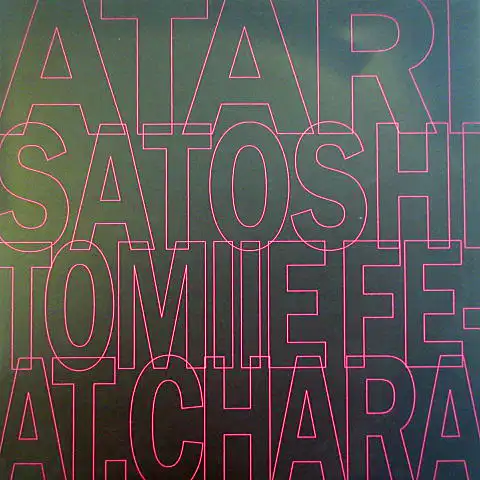 ATARI
SATOSHI
TOMIIE FE-
AT.CHARA